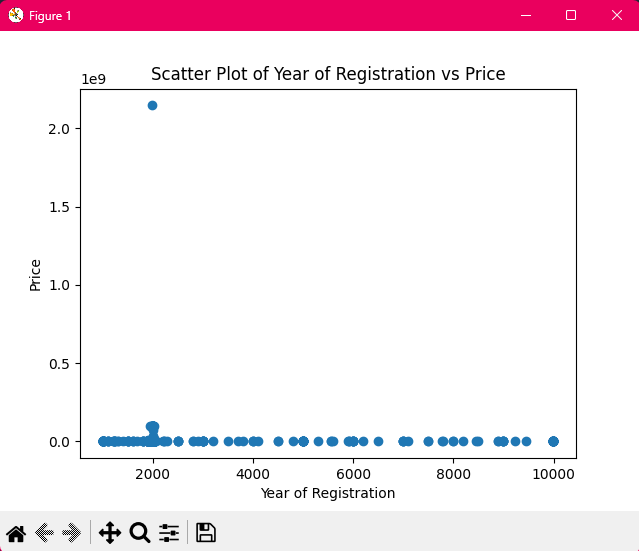 Figure 1
Scatter Plot of Year of Registration vs Price
1e9
2.0
1.5
1.0
0.5
0.0
Price
2000 4000 6000 8000 10000
Year of Registration